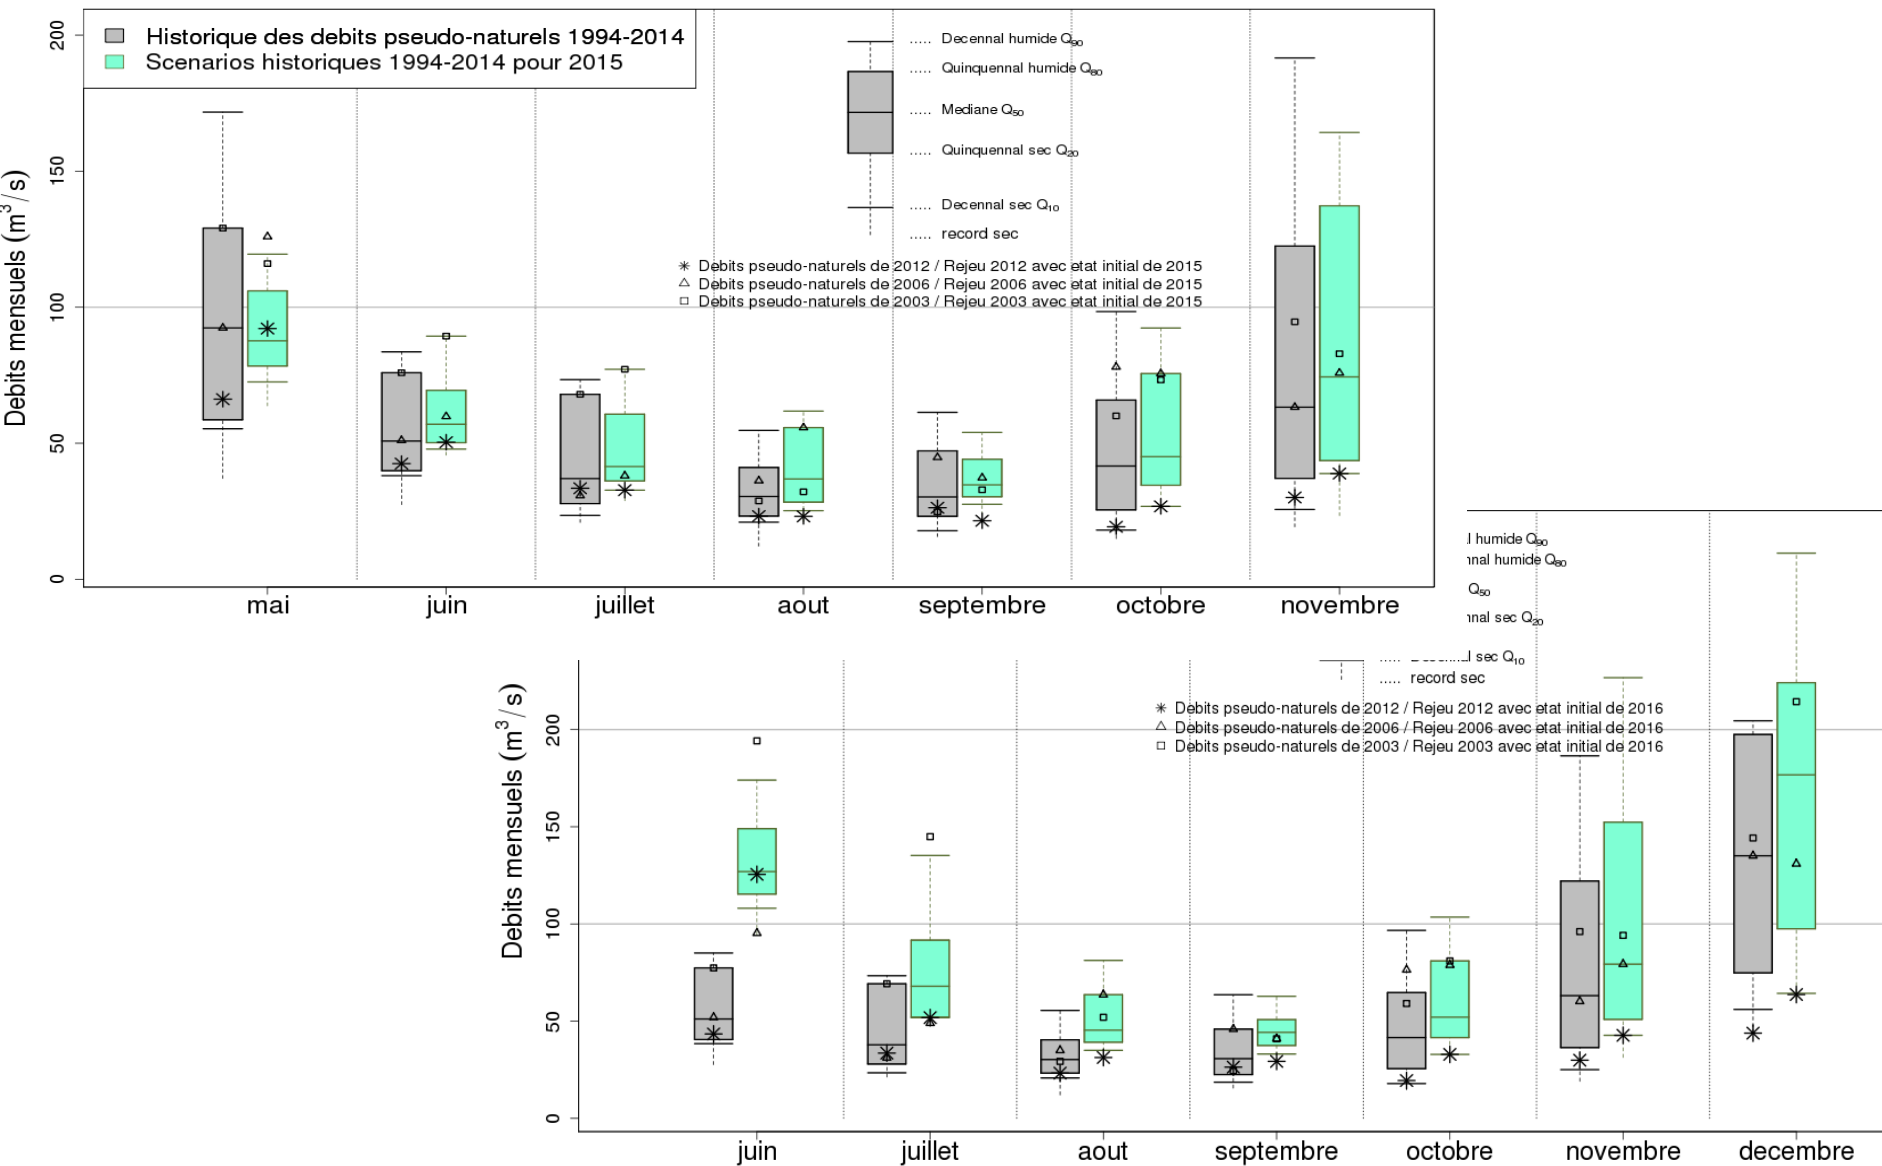 Historique des debits pseudo-naturels 1994-2014
Scenarios historiques 1994-2014 pour 2015
..... Decennal humide Q90
..... Quinquennal humide Q80
..... Mediane Q50
..... Quinquennal sec Q20
..... Decennal sec Q10
..... record sec
Debits pseudo-naturels de 2012 / Rejeu 2012 avec etat initial de 2015
Debits pseudo-naturels de 2006 / Rejeu 2006 avec etat initial de 2015
Debits pseudo-naturels de 2003 / Rejeu 2003 avec etat initial de 2015
Debits mensuels (m3/s)
200
150
100
50
0
mai juin juillet aout septembre octobre novembre
l humide Q90
nnal humide Q80
Q50
nnal sec Q20
..... l sec Q10
..... record sec
Debits pseudo-naturels de 2012 / Rejeu 2012 avec etat initial de 2016
Debits pseudo-naturels de 2006 / Rejeu 2006 avec etat initial de 2016
Debits pseudo-naturels de 2003 / Rejeu 2003 avec etat initial de 2016
Debits mensuels (m3/s)
200
150
100
50
0
juin juillet aout septembre octobre novembre decembre